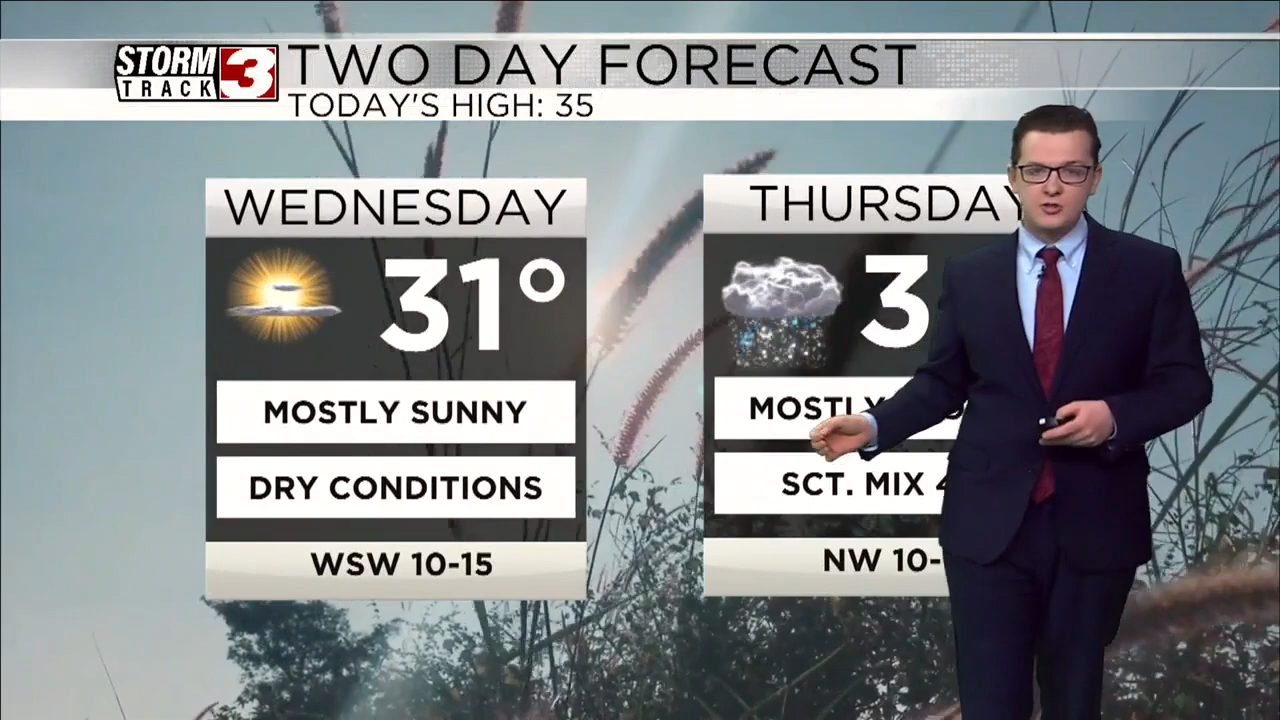 STORM
TRACK 3
TWO DAY FORECAST
TODAY'S HIGH: 35
WEDNESDAY
31°
MOSTLY SUNNY
DRY CONDITIONS
WSW 10-15
THURSDAY
3
MOSTLY
SCT. MIX
NW 10-